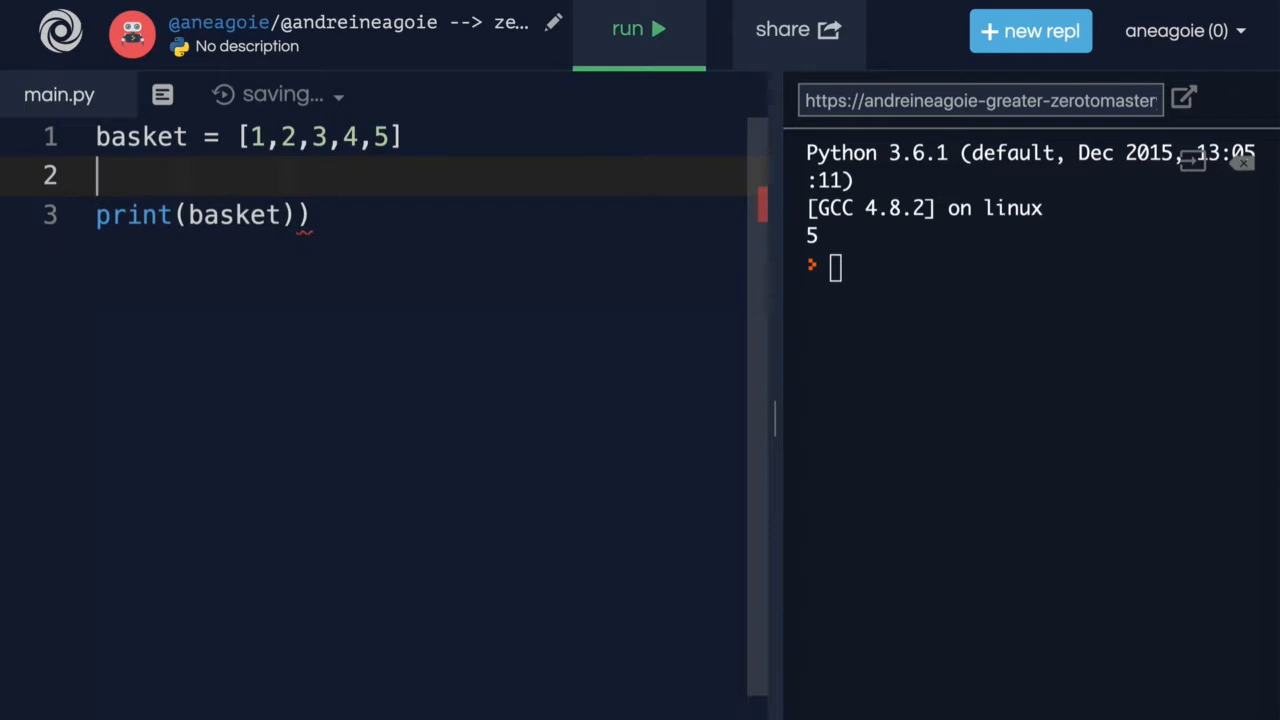 @aneagoie/@andreineagoie --> ze...
No description
run
share
+ new repl
aneagoie (0)
main.py
saving...
https://andreineagoie-greater-zerotomaster
1 basket = [1,2,3,4,5]
2
3 print(basket))
Python 3.6.1 (default, Dec 2015, 13:05
:11)
[GCC 4.8.2] on linux
5